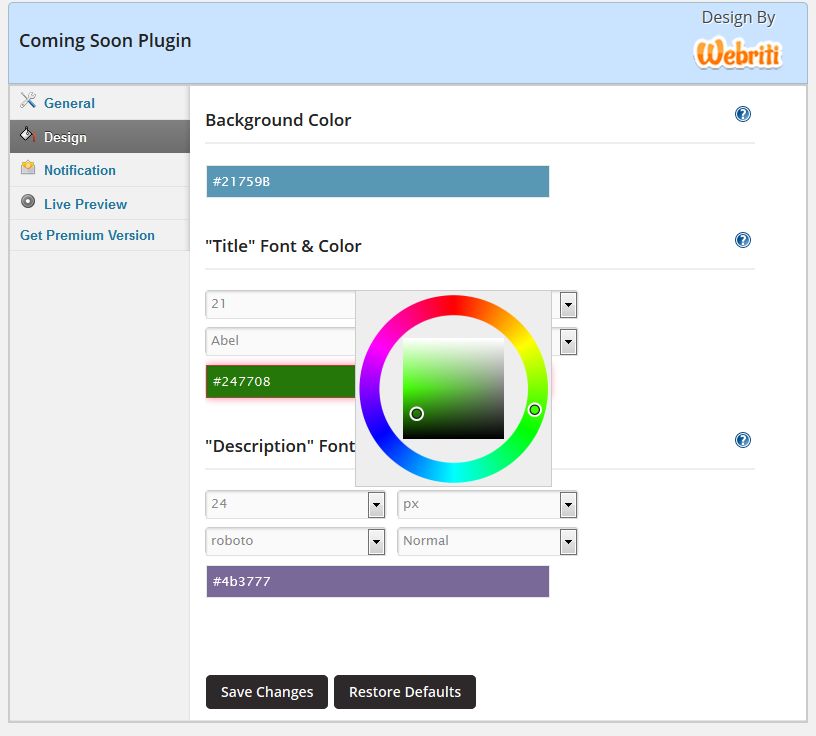 Design By
Coming Soon Plugin
Webriti
General
Design
Notification
Live Preview
Get Premium Version
Background Color
#21759B
"Title" Font & Color
21
Abel
#247708
"Description" Font
24 px
roboto Normal
#4b3777
Save Changes Restore Defaults